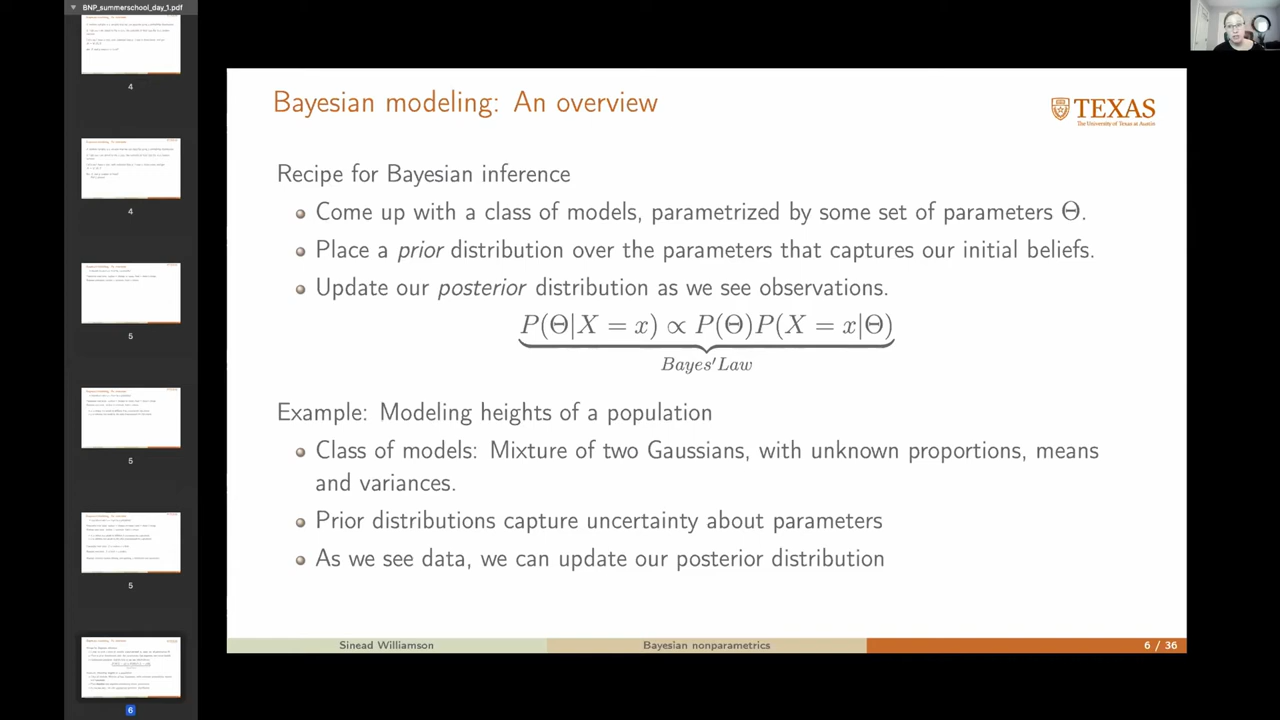 BNP_summerschool_day_1.pdf
4
4
5
5
5
6
Bayesian modeling: An overview
TEXAS
The University of Texas at Austin
Recipe for Bayesian inference
Come up with a class of models, parametrized by some set of parameters Θ.
Place a prior distribution over the parameters that captures our initial beliefs.
Update our posterior distribution as we see observations.
P(Θ|X = x) ∝ P(Θ)P(X = x|Θ)
Bayes′Law
Example: Modeling heights of a population
Class of models: Mixture of two Gaussians, with unknown proportions, means
and variances.
Prior distributions capture uncertainty about parameters
As we see data, we can update our posterior distribution
Sinead Williamson
Bayesian nonparametrics
6 / 36